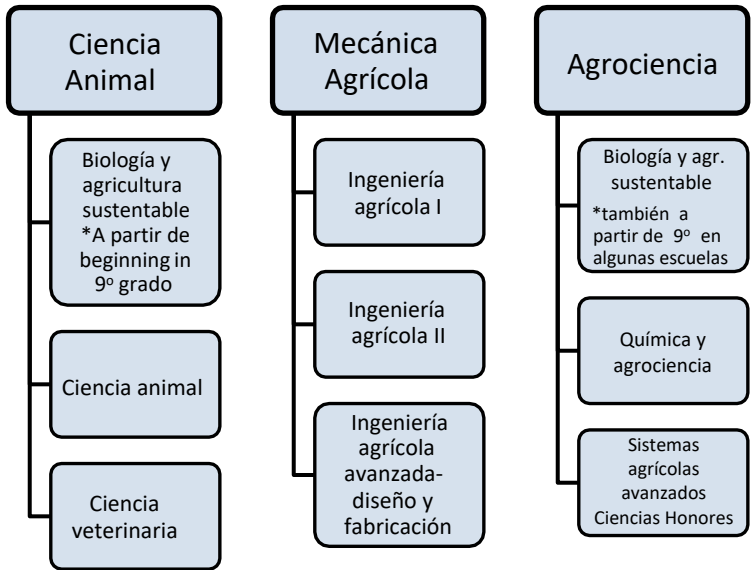 Ciencia
Animal
Biología y
agricultura
sustentable
*A partir de
beginning in
9º grado
Ciencia animal
Ciencia
veterinaria
Mecánica
Agrícola
Ingeniería
agrícola I
Ingeniería
agrícola II
Ingeniería
agrícola
avanzada-
diseño y
fabricación
Agrociencia
Biología y agr.
sustentable
*también a
partir de 9º en
algunas escuelas
Química y
agrociencia
Sistemas
agrícolas
avanzados
Ciencias Honores